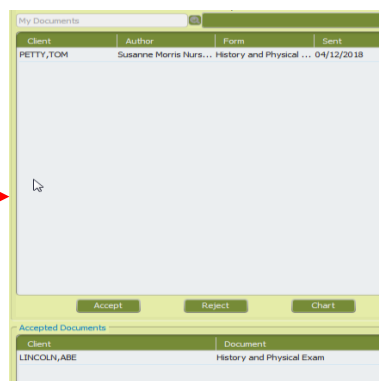 My Documents
Client Author Form Sent
PETTY,TOM Susanne Morris Nurs... History and Physical ... 04/12/2018
Accept Reject Chart
Accepted Documents
Client Document
LINCOLN,ABE History and Physical Exam